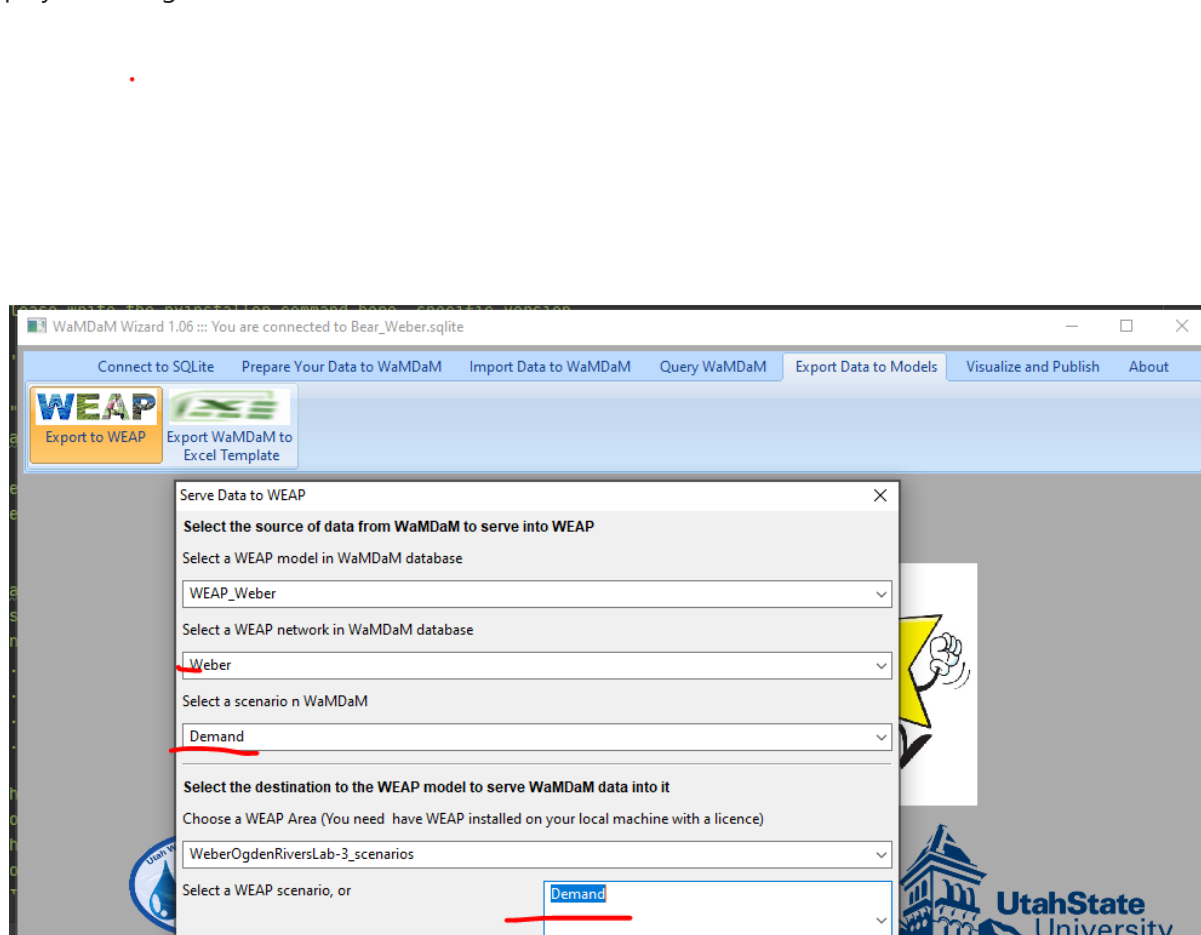 WaMDaM Wizard 1.06 ::: You are connected to Bear_Weber.sqlite
Connect to SQLite Prepare Your Data to WaMDaM Import Data to WaMDaM Query WaMDaM Export Data to Models Visualize and Publish About
WEAP
Export to WEAP
Export WaMDaM to
Excel Template
Serve Data to WEAP
Select the source of data from WaMDaM to serve into WEAP
Select a WEAP model in WaMDaM database
WEAP_Weber
Select a WEAP network in WaMDaM database
Weber
Select a scenario n WaMDaM
Demand
Select the destination to the WEAP model to serve WaMDaM data into it
Choose a WEAP Area (You need have WEAP installed on your local machine with a licence)
WeberOgdenRiversLab-3_scenarios
Select a WEAP scenario, or
Demand
Utah W
UtahState
University